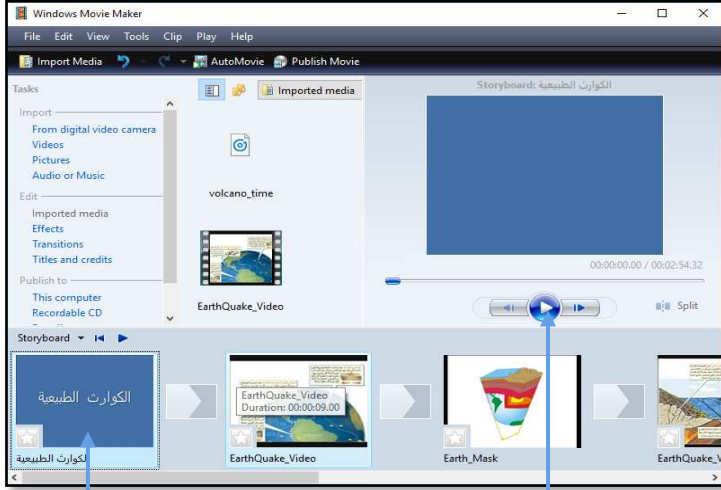 Windows Movie Maker
File Edit View Tools Clip Play Help
Import Media AutoMovie Publish Movie
Tasks
Import
From digital video camera
Videos
Pictures
Audio or Music
Edit
Imported media
Effects
Transitions
Titles and credits
Publish to
This computer
Recordable CD
Imported media
volcano_time
EarthQuake_Video
Storyboard: الكوارث الطبيعية
00:00:00.00 / 00:02:54.32
Split
Storyboard
الكوارث الطبيعية
EarthQuake_Video
Duration: 00:00:09.00
الكوارث الطبيعية
EarthQuake_Video
Earth_Mask
EarthQuake_V